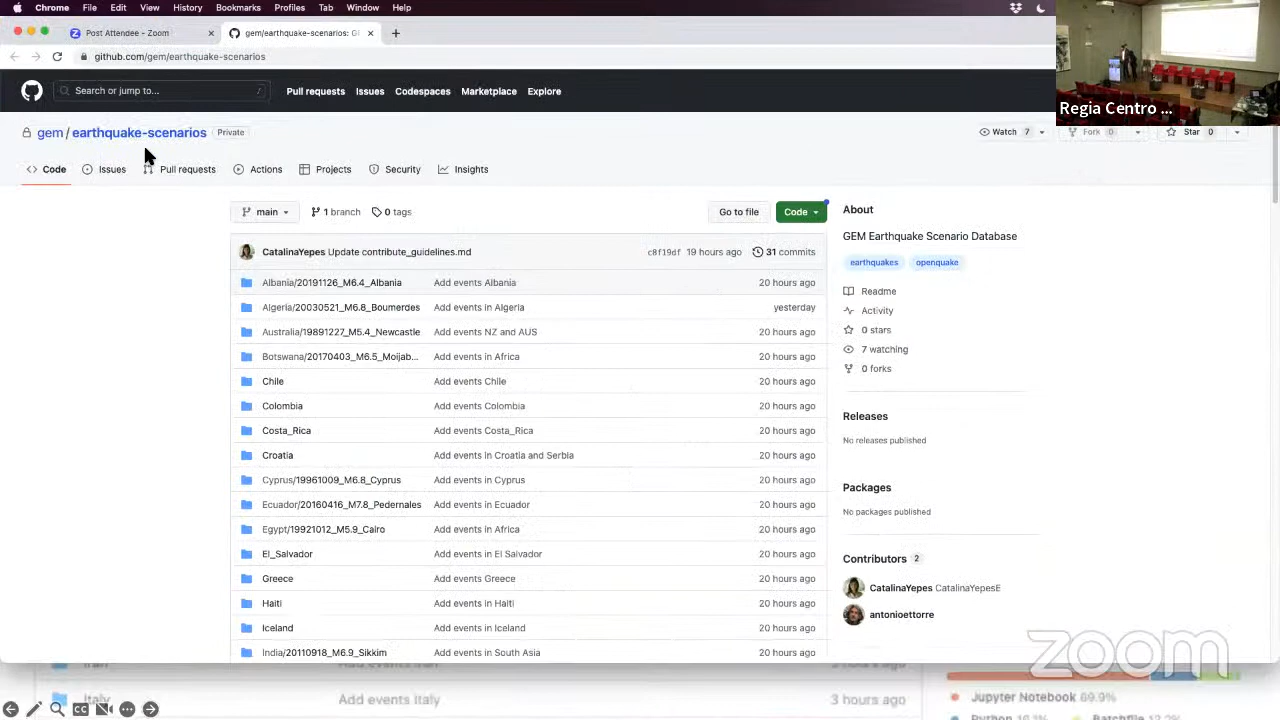 Chrome File Edit View History Bookmarks Profiles Tab Window Help
Post Attendee - Zoom
gem/earthquake-scenarios: G
github.com/gem/earthquake-scenarios
Search or jump to... /
Pull requests Issues Codespaces Marketplace Explore
Regia Centro ...
gem / earthquake-scenarios Private
Watch 7 Fork 0 Star 0
Code Issues Pull requests Actions Projects Security Insights
main 1 branch 0 tags Go to file Code
CatalinaYepes Update contribute_guidelines.md c8f19df 19 hours ago 31 commits
Albania/20191126_M6.4_Albania Add events Albania 20 hours ago
Algeria/20030521_M6.8_Boumerdes Add events in Algeria yesterday
Australia/19891227_M5.4_Newcastle Add events NZ and AUS 20 hours ago
Botswana/20170403_M6.5_Moijab... Add events in Africa 20 hours ago
Chile Add events Chile 20 hours ago
Colombia Add events Colombia 20 hours ago
Costa_Rica Add events Costa_Rica 20 hours ago
Croatia Add events in Croatia and Serbia 20 hours ago
Cyprus/19961009_M6.8_Cyprus Add events in Cyprus 20 hours ago
Ecuador/20160416_M7.8_Pedernales Add events in Ecuador 20 hours ago
Egypt/19921012_M5.9_Cairo Add events in Africa 20 hours ago
El_Salvador Add events in El Salvador 20 hours ago
Greece Add events Greece 20 hours ago
Haiti Add events in Haiti 20 hours ago
Iceland Add events in Iceland 20 hours ago
India/20110918_M6.9_Sikkim Add events in South Asia 20 hours ago
About
GEM Earthquake Scenario Database
earthquakes openquake
Readme
Activity
0 stars
7 watching
0 forks
Releases
No releases published
Packages
No packages published
Contributors 2
CatalinaYepes CatalinaYepesE
antonioettorre
zoom
Italy Add events Italy 3 hours ago
Jupyter Notebook 69.9%
CC